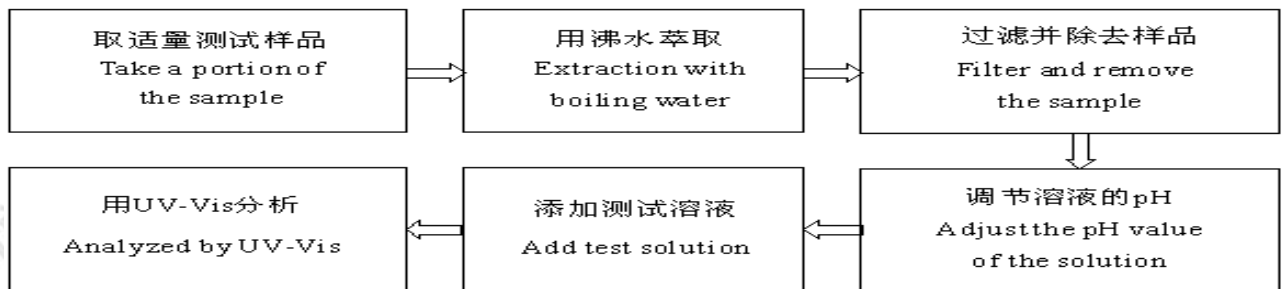 取适量测试样品
Take a portion of
the sample
用沸水萃取
Extraction with
boiling water
过滤并除去样品
Filter and remove
the sample
调节溶液的pH
Adjust the pH value
of the solution
添加测试溶液
Add test solution
用UV-Vis分析
Analyzed by UV-Vis